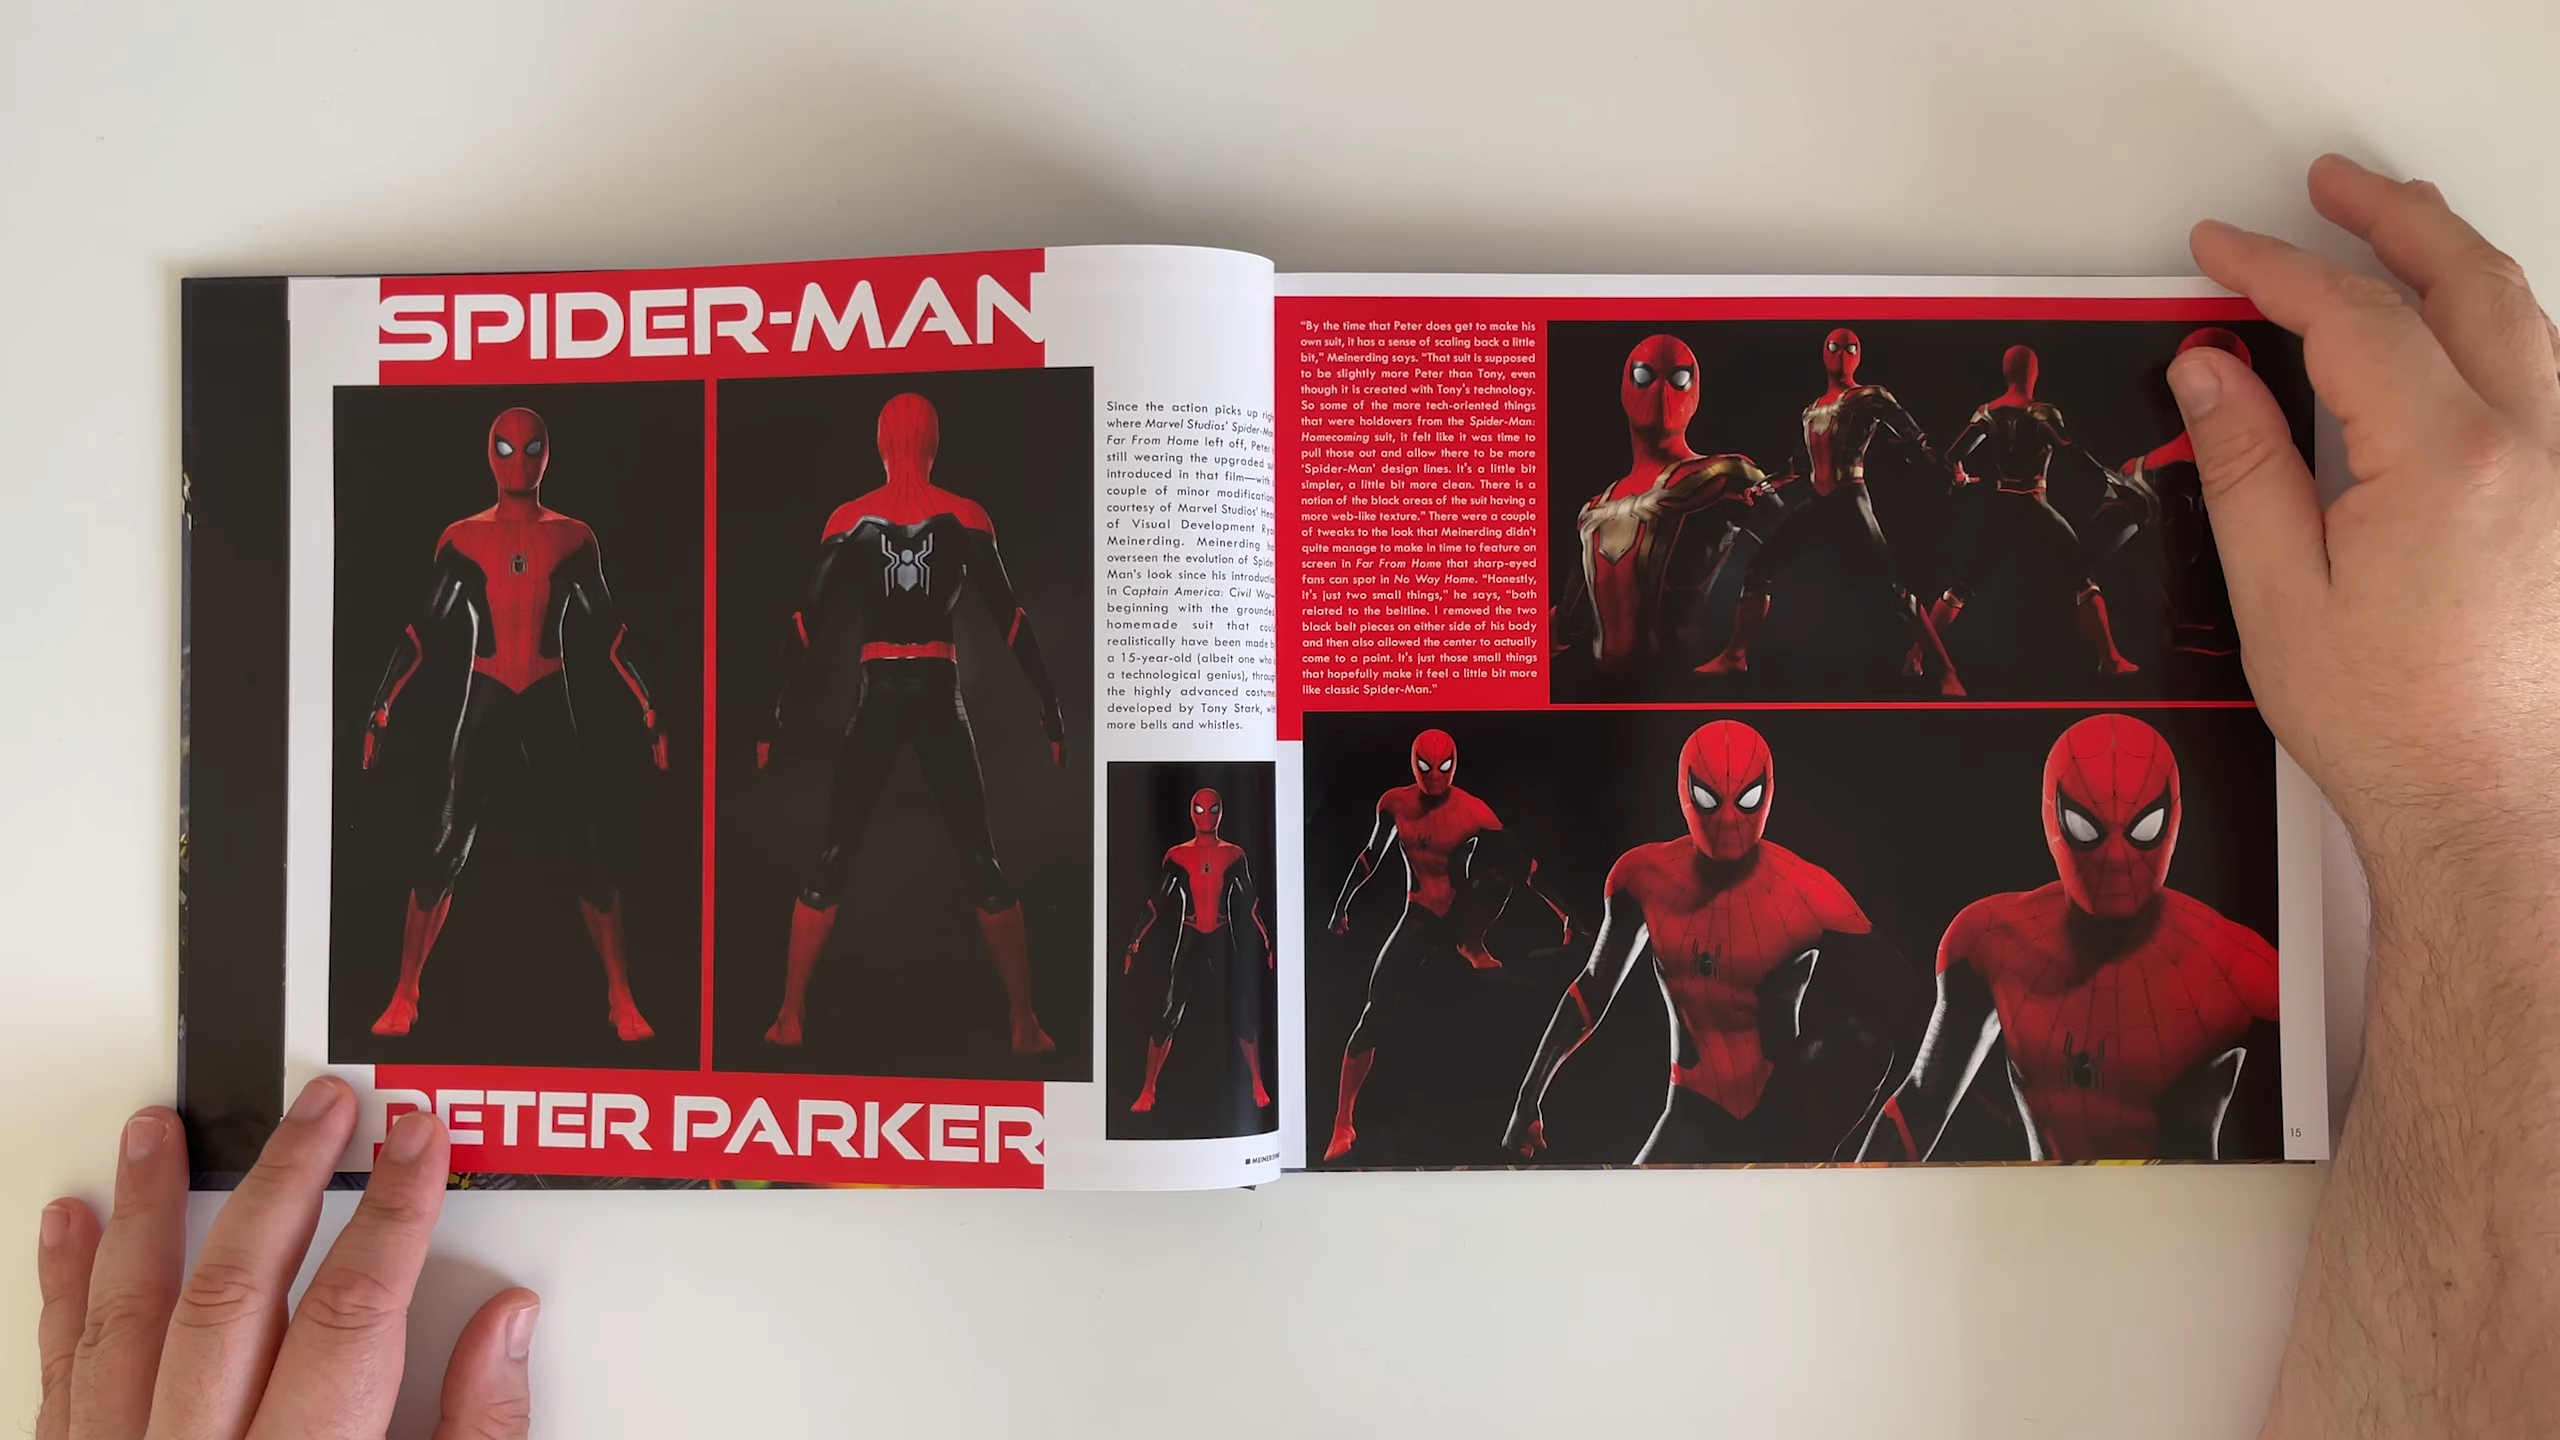 SPIDER-MAN
Since the action picks up
where Marvel Studios' Spider-Man:
Far From Home left off, Peter
still wearing the upgraded
introduced in that film—with
couple of minor modification
courtesy of Marvel Studios' Head
of Visual Development Ryan
Meinerding. Meinerding
overseen the evolution of Spider-
Man's look since his introduction
in Captain America: Civil War—
beginning with the grounded
homemade suit that could
realistically have been made
a 15-year-old (albeit one who
a technological genius), through
the highly advanced costume
developed by Tony Stark,
more bells and whistles.
PETER PARKER
MEINERDING
"By the time that Peter does get to make his
own suit, it has a sense of scaling back a little
bit," Meinerding says. "That suit is supposed
to be slightly more Peter than Tony, even
though it is created with Tony's technology.
So some of the more tech-oriented things
that were holdovers from the Spider-Man:
Homecoming suit, it felt like it was time to
pull those out and allow there to be more
'Spider-Man' design lines. It's a little bit
simpler, a little bit more clean. There is a
notion of the black areas of the suit having a
more web-like texture." There were a couple
of tweaks to the look that Meinerding didn't
quite manage to make in time to feature on
screen in Far From Home that sharp-eyed
fans can spot in No Way Home. "Honestly,
it's just two small things," he says, "both
related to the beltline. I removed the two
black belt pieces on either side of his body
and then also allowed the center to actually
come to a point. It's just those small things
that hopefully make it feel a little bit more
like classic Spider-Man."
15